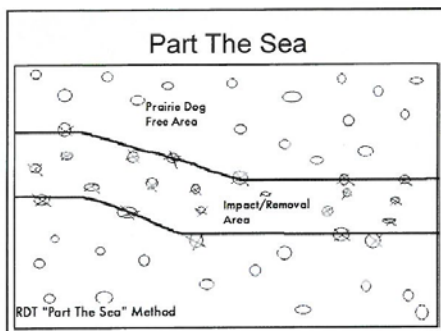 Part The Sea
Prairie Dog
Free Area
Impact/Removal
Area
RDT "Part The Sea" Method